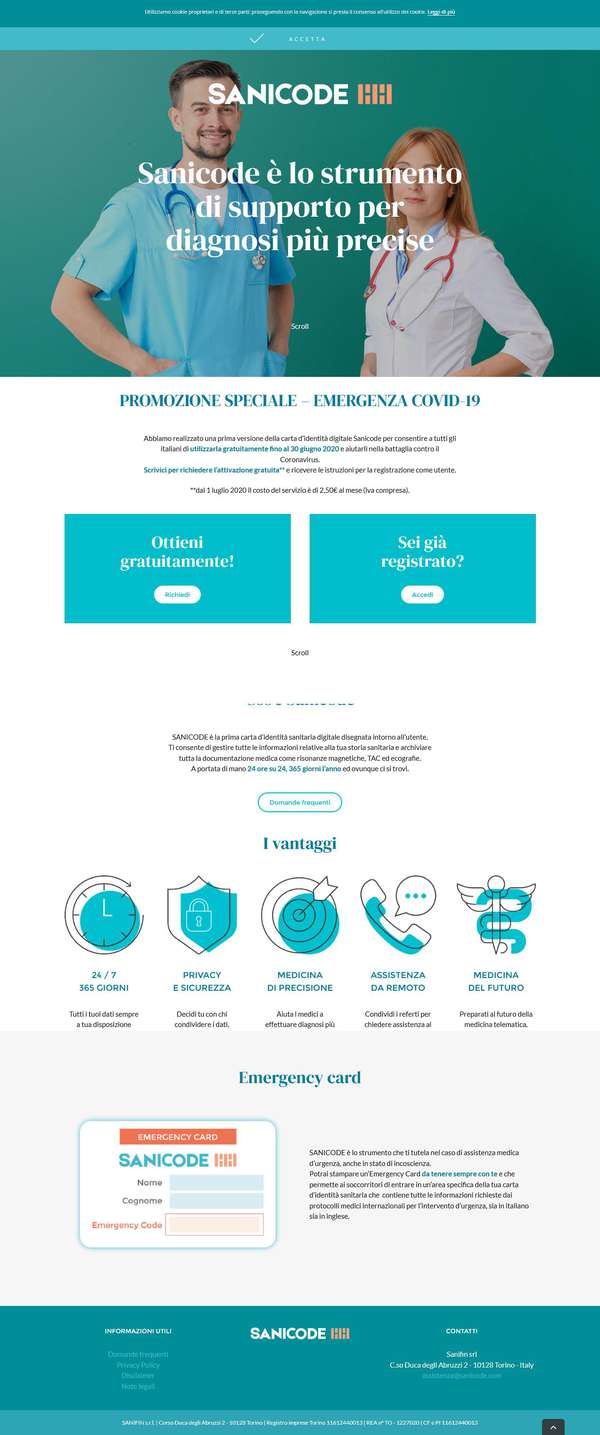 Utilizziamo cookie proprietari e di terze parti: proseguendo con la navigazione si presta il consenso all'utilizzo dei cookie. Leggi di più
ACCETTA
SANICODE
Sanicode è lo strumento
di supporto per
diagnosi più precise
Scroll
PROMOZIONE SPECIALE – EMERGENZA COVID-19
Abbiamo realizzato una prima versione della carta d'identità digitale Sanicode per consentire a tutti gli
italiani di utilizzarla gratuitamente fino al 30 giugno 2020 e aiutarli nella battaglia contro il
Coronavirus.
Scrivici per richiedere l'attivazione gratuita** e ricevere le istruzioni per la registrazione come utente.
**dal 1 luglio 2020 il costo del servizio è di 2,50€ al mese (iva compresa).
Ottieni
gratuitamente!
Richiedi
Sei già
registrato?
Accedi
Scroll
SANICODE è la prima carta d'identità sanitaria digitale disegnata intorno all'utente.
Ti consente di gestire tutte le informazioni relative alla tua storia sanitaria e archiviare
tutta la documentazione medica come risonanze magnetiche, TAC ed ecografie.
A portata di mano 24 ore su 24, 365 giorni l'anno ed ovunque ci si trovi.
Domande frequenti
I vantaggi
24 / 7
365 GIORNI
Tutti i tuoi dati sempre
a tua disposizione
PRIVACY
E SICUREZZA
Decidi tu con chi
condividere i dati,
MEDICINA
DI PRECISIONE
Aiuta i medici a
effettuare diagnosi più
ASSISTENZA
DA REMOTO
Condividi i referti per
chiedere assistenza al
MEDICINA
DEL FUTURO
Preparati al futuro della
medicina telematica.
Emergency card
EMERGENCY CARD
SANICODE
Nome
Cognome
Emergency Code
SANICODE è lo strumento che ti tutela nel caso di assistenza medica
d'urgenza, anche in stato di incoscienza.
Potrai stampare un'Emergency Card da tenere sempre con te e che
permette ai soccorritori di entrare in un'area specifica della tua carta
d'identità sanitaria che contiene tutte le informazioni richieste dai
protocolli medici internazionali per l'intervento d'urgenza, sia in italiano
sia in inglese.
INFORMAZIONI UTILI
Domande frequenti
Privacy Policy
Disclaimer
Note legali
SANICODE
CONTATTI
Sanifin srl
C.so Duca degli Abruzzi 2 - 10128 Torino - Italy
assistenza@sanicode.com
SANIFIN s.r.l. | Corso Duca degli Abruzzi 2 - 10128 Torino | Registro Imprese Torino 11612440013 | REA n° TO - 1227020 | CF e PI 11612440013